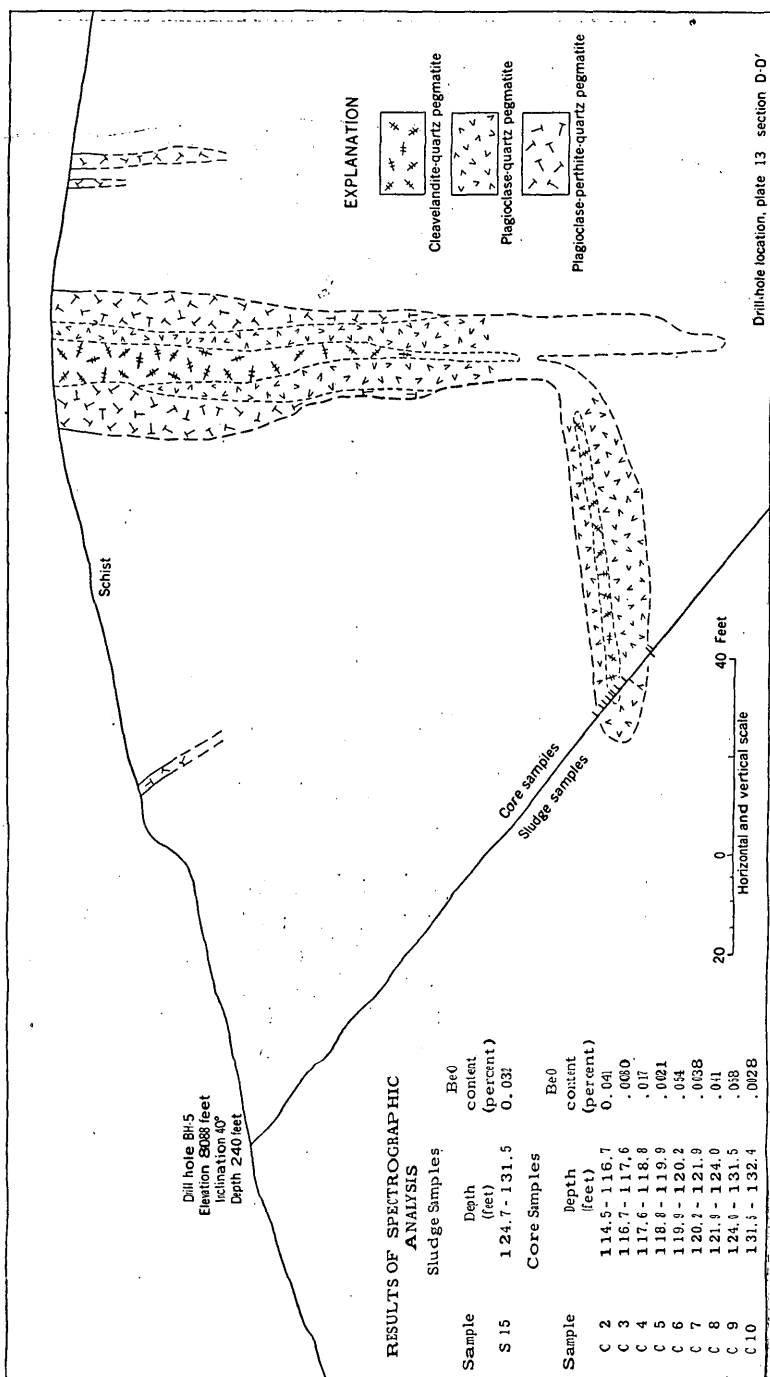 Drill hole BH-5
Elevation 8088 feet
Inclination 40°
Depth 240 feet
Schist
EXPLANATION
Cleavelandite-quartz pegmatite
Plagioclase-quartz pegmatite
Plagioclase-perthite-quartz pegmatite
Core samples
Sludge samples
RESULTS OF SPECTROGRAPHIC
ANALYSIS
Sludge Samples
Sample Depth (feet) BeO content (percent)
S 15 124.7 - 131.5 0.032
Core Samples
Sample Depth (feet) BeO content (percent)
C 2 114.5 - 116.7 0.041
C 3 116.7 - 117.6 .0080
C 4 117.6 - 118.8 .017
C 5 118.8 - 119.9 .0021
C 6 119.9 - 120.2 .054
C 7 120.2 - 121.9 .0038
C 8 121.9 - 124.0
C 9 124.0 - 131.5 .058
C 10 131.5 - 132.4 .0028
20 0 40 Feet
Horizontal and vertical scale
Drill-hole location, plate 13 section D-D'